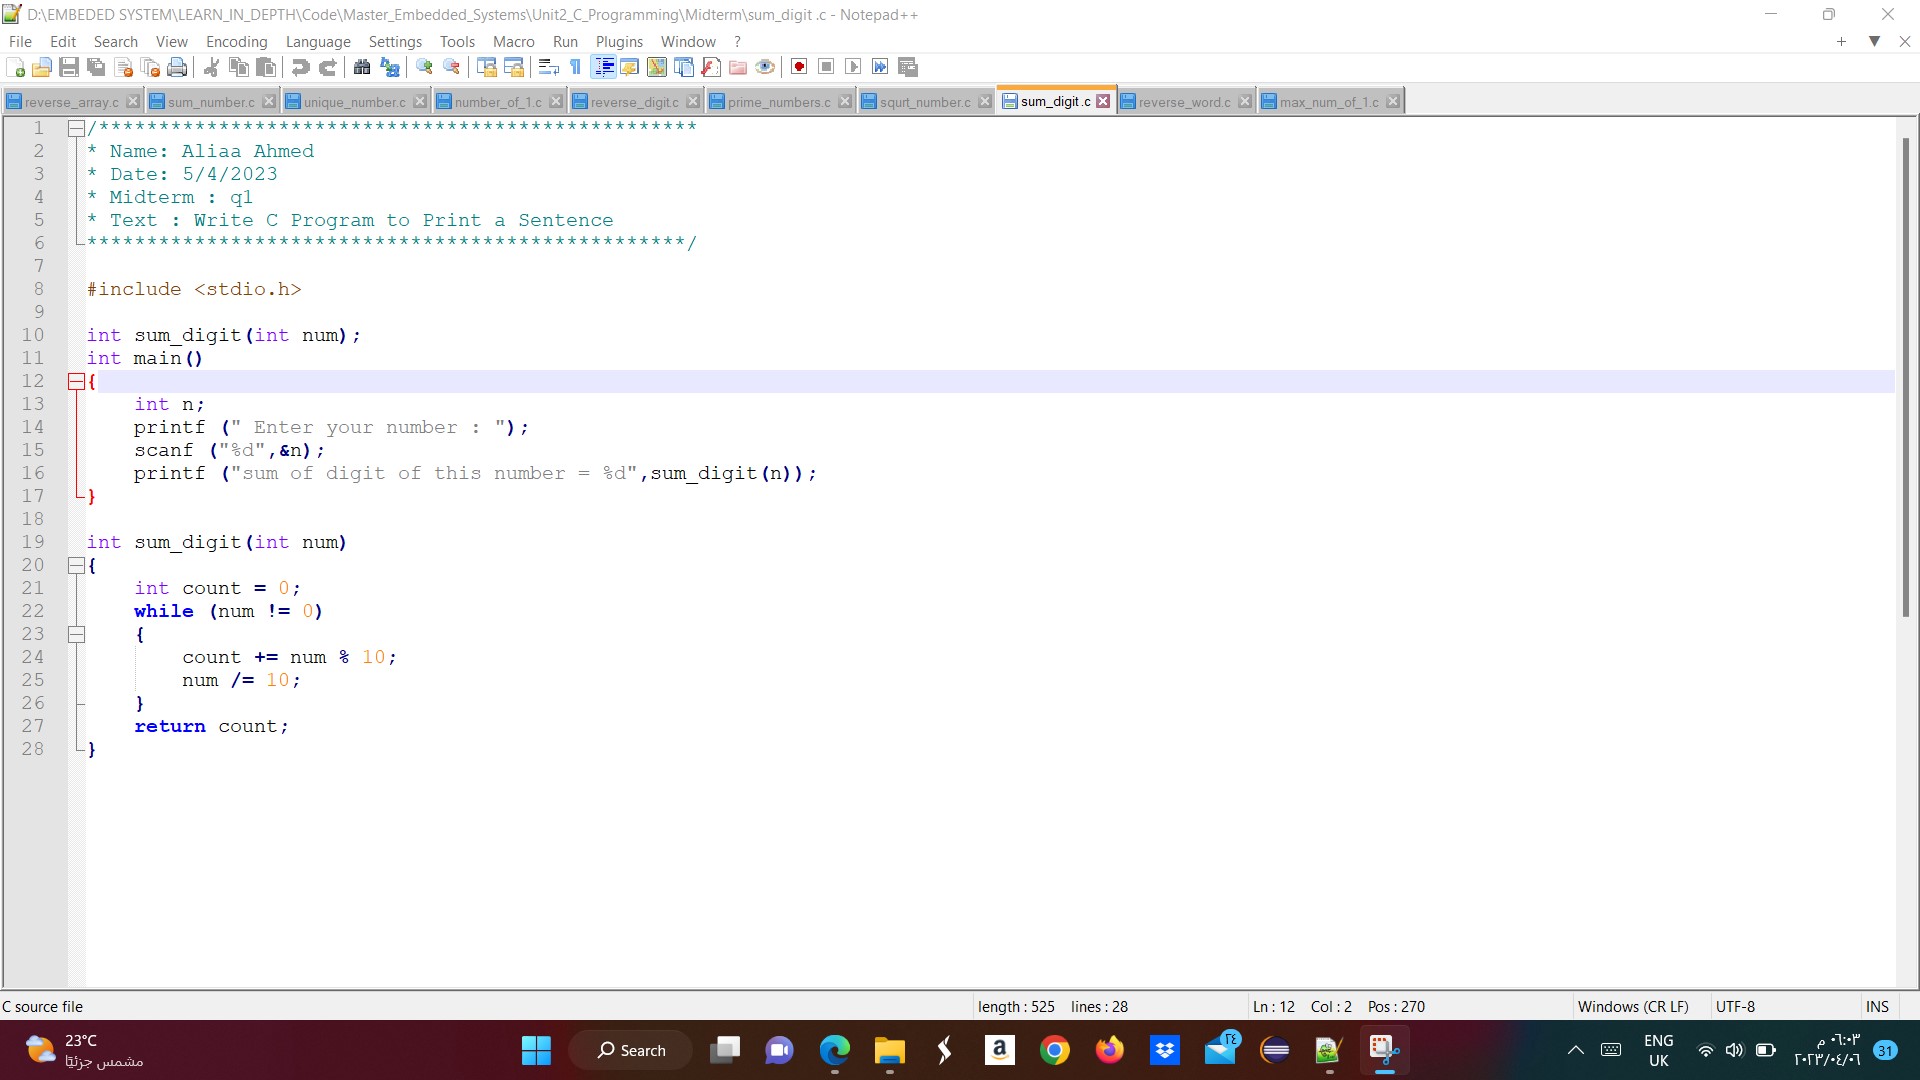 D:\EMBEDED SYSTEM\LEARN_IN_DEPTH\Code\Master_Embedded_Systems\Unit2_C_Programming\Midterm\sum_digit .c - Notepad++
File Edit Search View Encoding Language Settings Tools Macro Run Plugins Window ?
reverse_array.c sum_number.c unique_number.c number_of_1.c reverse_digit.c prime_numbers.c squrt_number.c sum_digit .c reverse_word.c max_num_of_1.c
1 /**************************************************
2 * Name: Aliaa Ahmed
3 * Date: 5/4/2023
4 * Midterm : q1
5 * Text : Write C Program to Print a Sentence
6 **************************************************/
7
8 #include <stdio.h>
9
10 int sum_digit(int num);
11 int main()
12 {
13     int n;
14     printf (" Enter your number : ");
15     scanf ("%d",&n);
16     printf ("sum of digit of this number = %d",sum_digit(n));
17 }
18
19 int sum_digit(int num)
20 {
21     int count = 0;
22     while (num != 0)
23     {
24         count += num % 10;
25         num /= 10;
26     }
27     return count;
28 }
C source file length : 525 lines : 28 Ln : 12 Col : 2 Pos : 270 Windows (CR LF) UTF-8 INS
23°C
مشمس جزئيًا
Search
a
٢٤
ENG
UK
٠٦:٠٣ م
٢٠٢٣/٠٤/٠٦
31